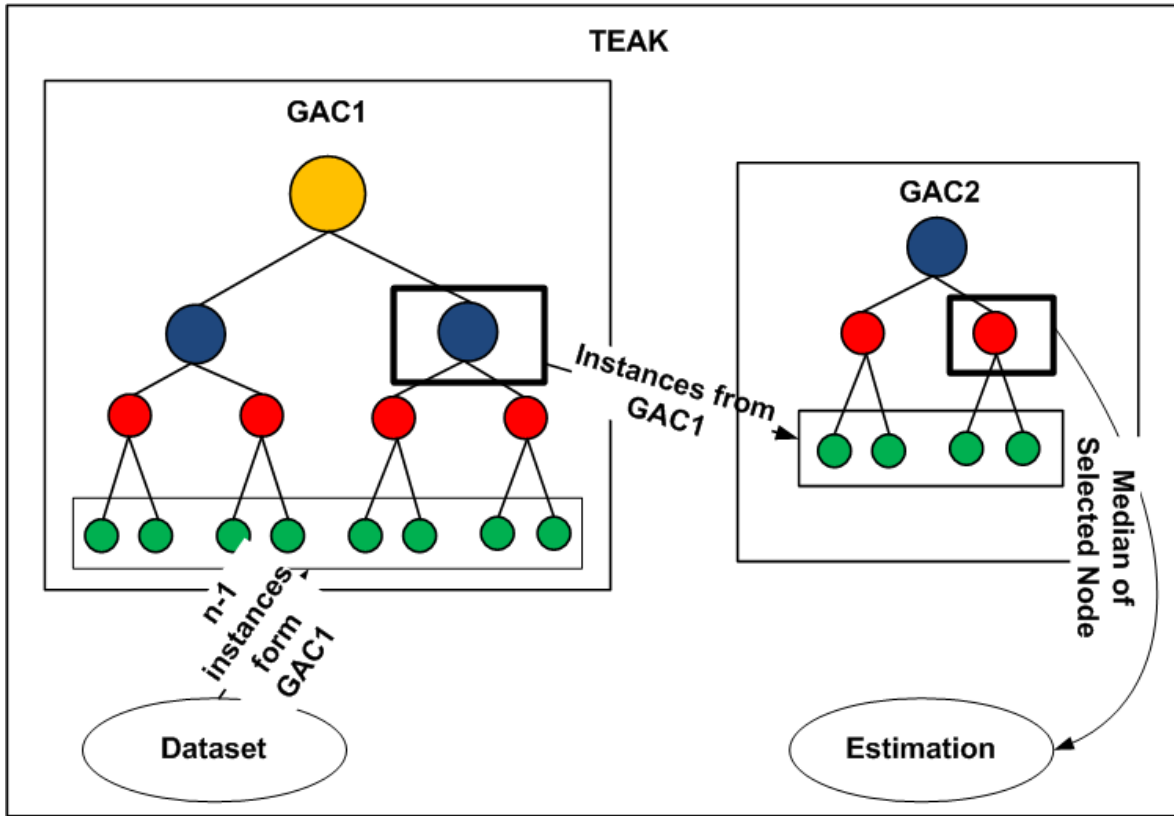 TEAK
GAC1
GAC2
Instances from
GAC1
n-1
instances
form
GAC1
Median of
Selected Node
Dataset
Estimation